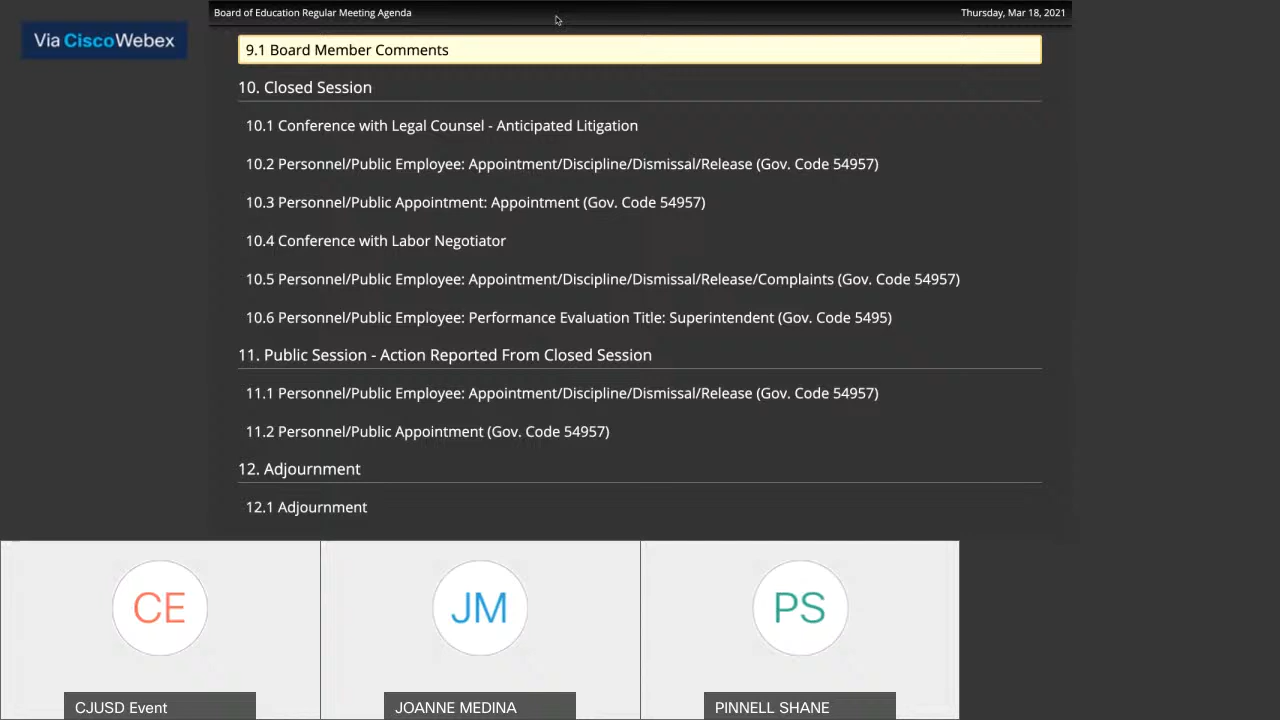 Via CiscoWebex
Board of Education Regular Meeting Agenda
Thursday, Mar 18, 2021
9.1 Board Member Comments
10. Closed Session
10.1 Conference with Legal Counsel - Anticipated Litigation
10.2 Personnel/Public Employee: Appointment/Discipline/Dismissal/Release (Gov. Code 54957)
10.3 Personnel/Public Appointment: Appointment (Gov. Code 54957)
10.4 Conference with Labor Negotiator
10.5 Personnel/Public Employee: Appointment/Discipline/Dismissal/Release/Complaints (Gov. Code 54957)
10.6 Personnel/Public Employee: Performance Evaluation Title: Superintendent (Gov. Code 5495)
11. Public Session - Action Reported From Closed Session
11.1 Personnel/Public Employee: Appointment/Discipline/Dismissal/Release (Gov. Code 54957)
11.2 Personnel/Public Appointment (Gov. Code 54957)
12. Adjournment
12.1 Adjournment
CE
JM
PS
CJUSD Event
JOANNE MEDINA
PINNELL SHANE